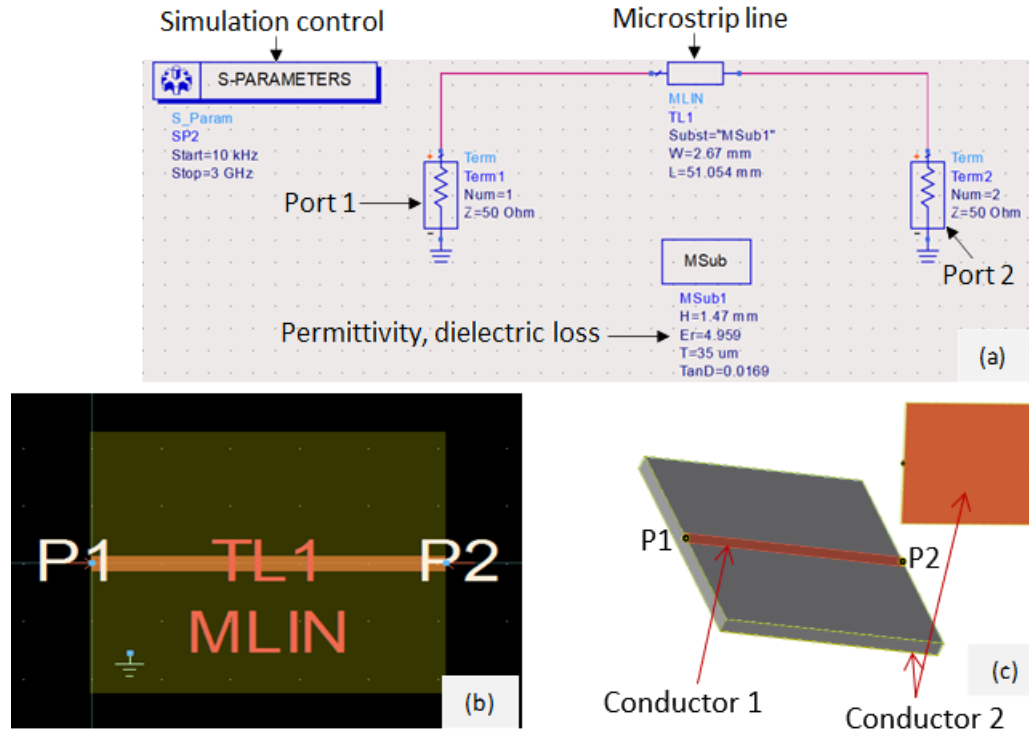 Simulation control
Microstrip line
S-PARAMETERS
S_Param
SP2
Start=10 kHz
Stop=3 GHz
MLIN
TL1
Subst="MSub1"
W=2.67 mm
L=51.054 mm
Port 1
+
Term
Term1
Num=1
Z=50 Ohm
-
+
Term
Term2
Num=2
Z=50 Ohm
-
Port 2
MSub
MSub1
H=1.47 mm
Er=4.959
T=35 um
TanD=0.0169
Permittivity, dielectric loss
(a)
P1
TL1
P2
MLIN
(b)
P1
P2
Conductor 1
Conductor 2
(c)